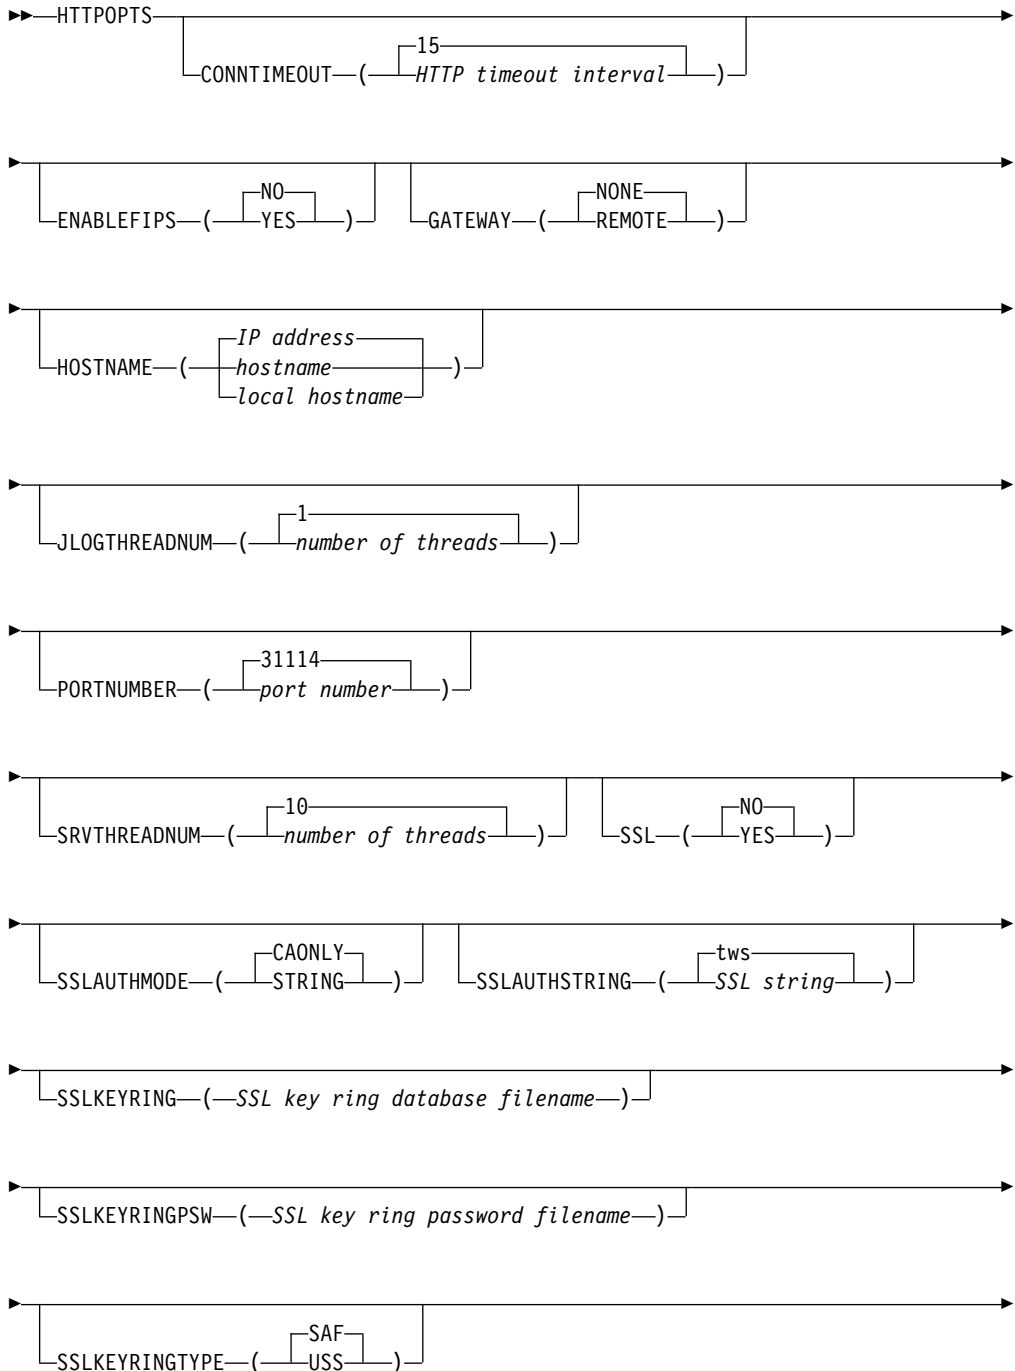 HTTPOPTS
15
CONNTIMEOUT ( HTTP timeout interval )
NO NONE
ENABLEFIPS ( YES ) GATEWAY ( REMOTE )
IP address
HOSTNAME ( hostname )
local hostname
1
JLOGTHREADNUM ( number of threads )
31114
PORTNUMBER ( port number )
10 NO
SRVTHREADNUM ( number of threads ) SSL ( YES )
CAONLY tws
SSLAUTHMODE ( STRING ) SSLAUTHSTRING ( SSL string )
SSLKEYRING ( SSL key ring database filename )
SSLKEYRINGPSW ( SSL key ring password filename )
SAF
SSLKEYRINGTYPE ( USS )